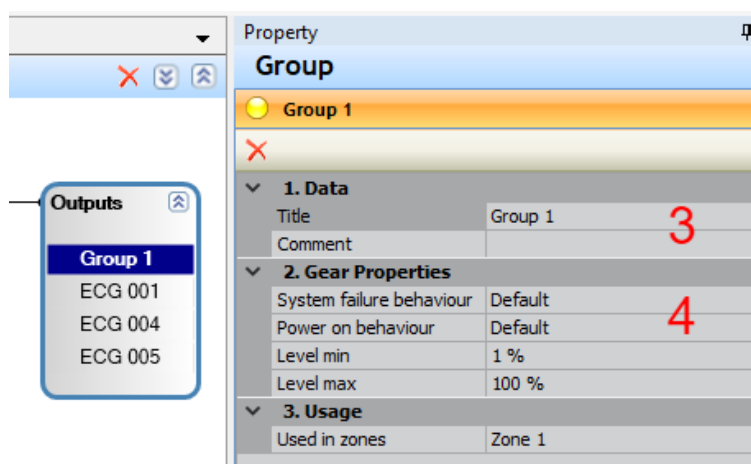 Property
Group
Group 1
1. Data
Title Group 1
Comment
3
2. Gear Properties
System failure behaviour Default
Power on behaviour Default
4
Level min 1 %
Level max 100 %
3. Usage
Used in zones Zone 1
Outputs
Group 1
ECG 001
ECG 004
ECG 005